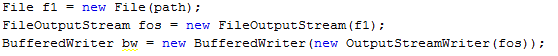 File f1 = new File(path);
FileOutputStream fos = new FileOutputStream(f1);
BufferedWriter bw = new BufferedWriter(new OutputStreamWriter(fos));